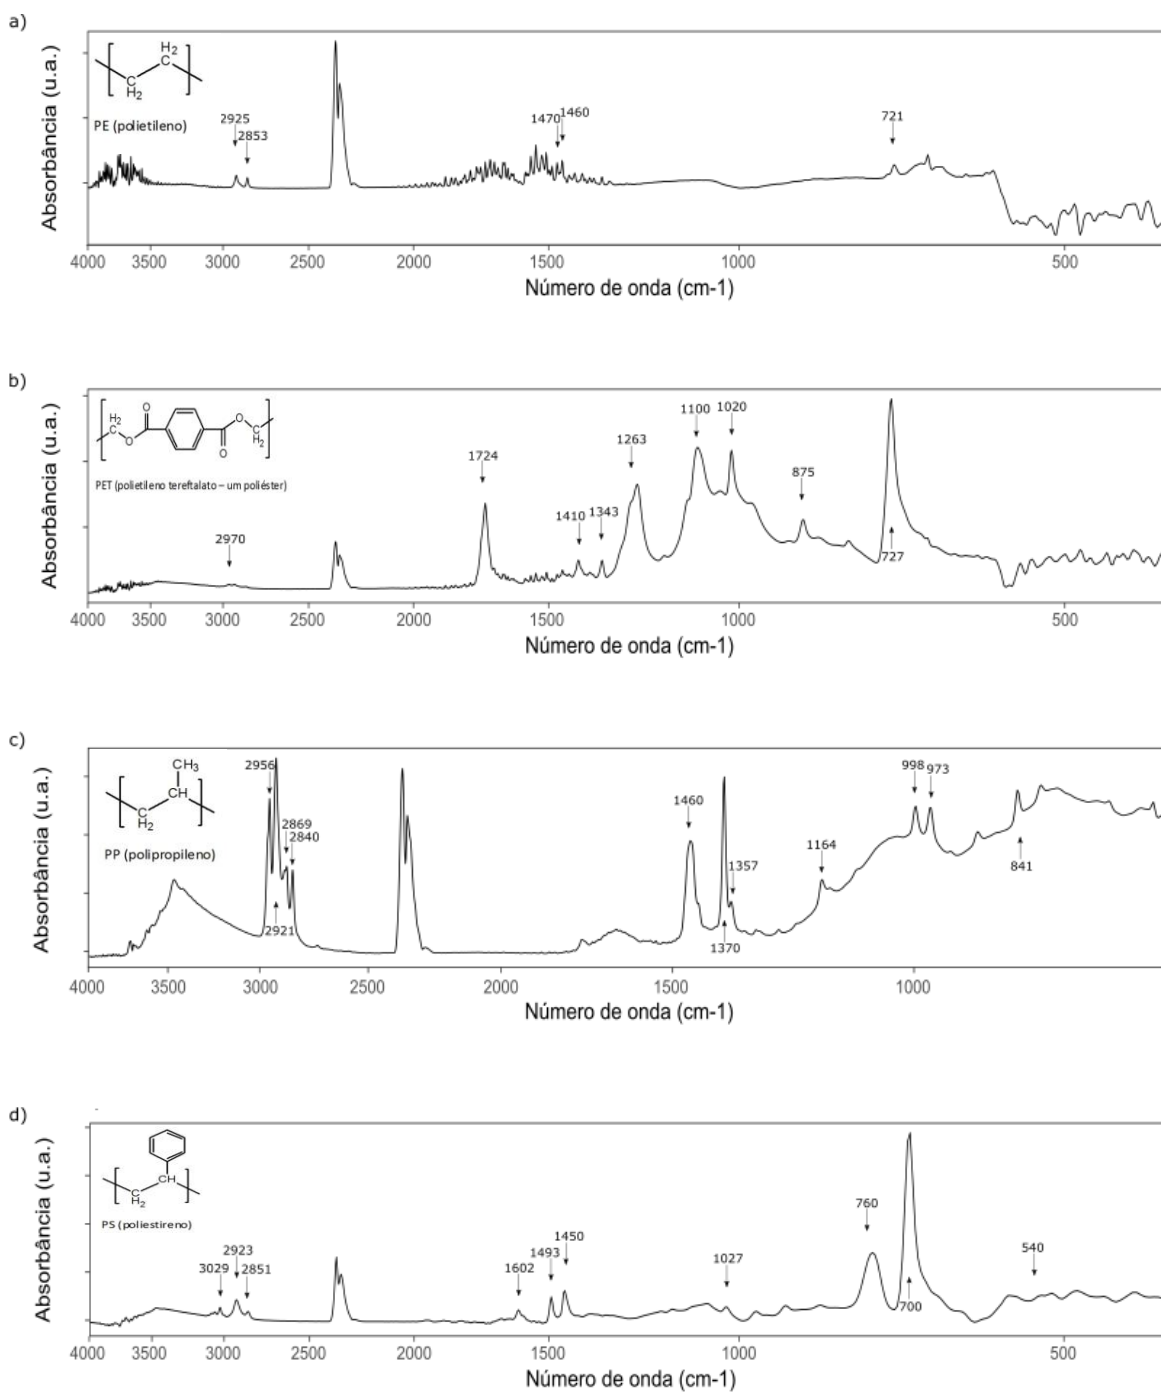 a)
Absorbância (u.a.)
H2
C
C
H2
PE (polietileno)
2925
2853
1470
1460
721
4000 3500 3000 2500 2000 1500 1000 500
Número de onda (cm-1)
b)
Absorbância (u.a.)
H2
C
O
O
O
O
C
H2
PET (polietileno tereftalato – um poliéster)
2970
1724
1410
1343
1263
1100
1020
875
727
4000 3500 3000 2500 2000 1500 1000 500
Número de onda (cm-1)
c)
Absorbância (u.a.)
CH3
CH
C
H2
PP (polipropileno)
2956
2869
2840
2921
1460
1357
1370
1164
998
973
841
4000 3500 3000 2500 2000 1500 1000
Número de onda (cm-1)
d)
Absorbância (u.a.)
CH
C
H2
PS (poliestireno)
3029
2923
2851
1602
1493
1450
1027
760
700
540
4000 3500 3000 2500 2000 1500 1000 500
Número de onda (cm-1)